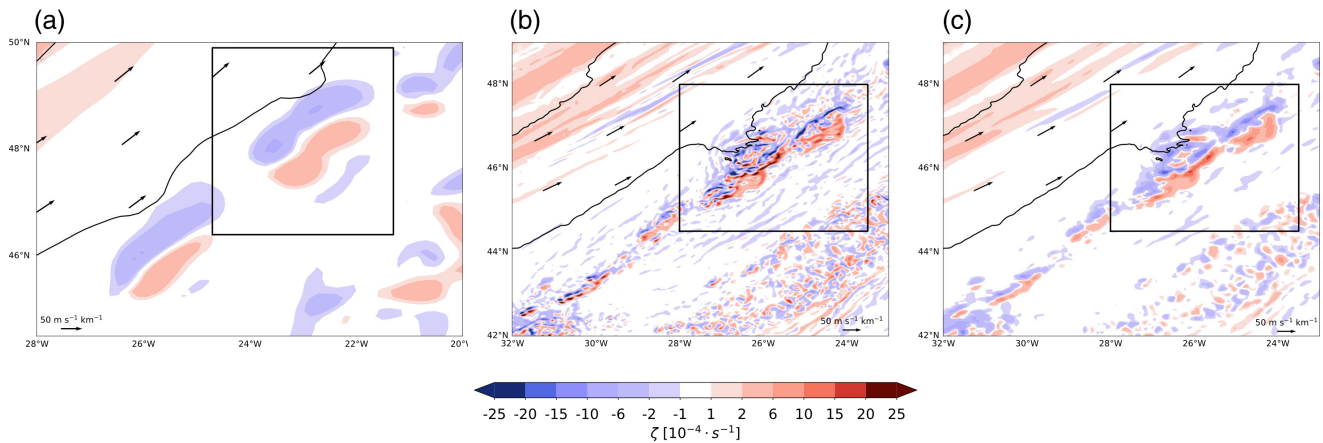 (a)
(b)
(c)
50°N
48°N
46°N
28°W
26°W
24°W
22°W
20°W
50 m s⁻¹ km⁻¹
48°N
46°N
44°N
42°N
32°W
30°W
28°W
26°W
24°W
50 m s⁻¹ km⁻¹
48°N
46°N
44°N
42°N
32°W
30°W
28°W
26°W
24°W
50 m s⁻¹ km⁻¹
-25 -20 -15 -10 -6 -2 -1 1 2 6 10 15 20 25
ζ [10⁻⁴ · s⁻¹]